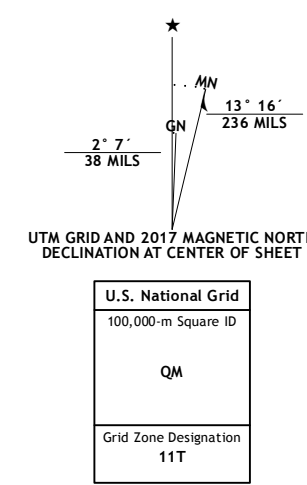 MN
GN
13° 16´
236 MILS
2° 7´
38 MILS
UTM GRID AND 2017 MAGNETIC NORT
DECLINATION AT CENTER OF SHEET
U.S. National Grid
100,000-m Square ID
QM
Grid Zone Designation
11T